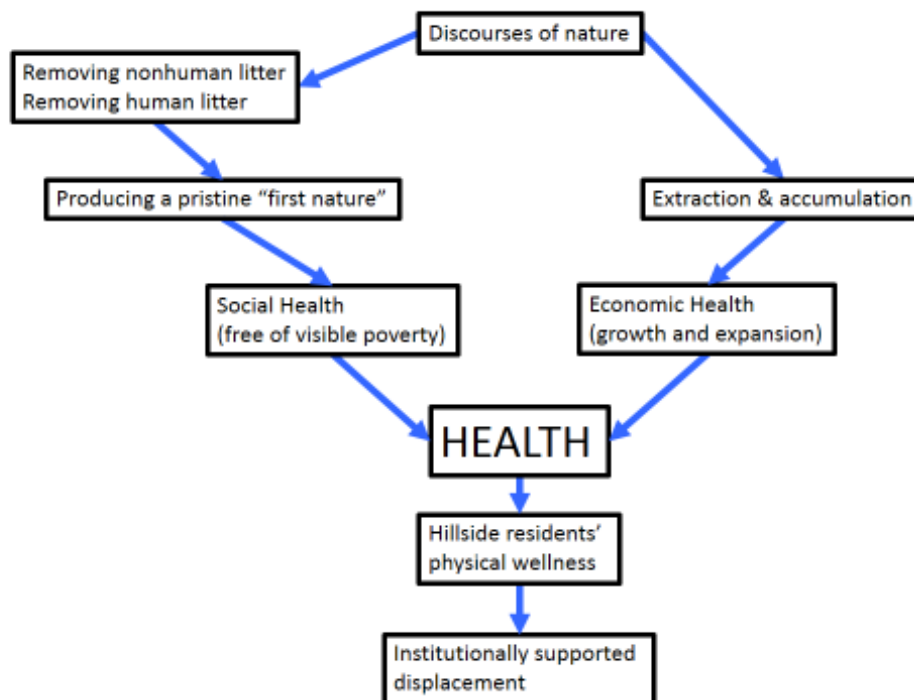 Discourses of nature
Removing nonhuman litter
Removing human litter
Producing a pristine “first nature”
Extraction & accumulation
Social Health
(free of visible poverty)
Economic Health
(growth and expansion)
HEALTH
Hillside residents’
physical wellness
Institutionally supported
displacement